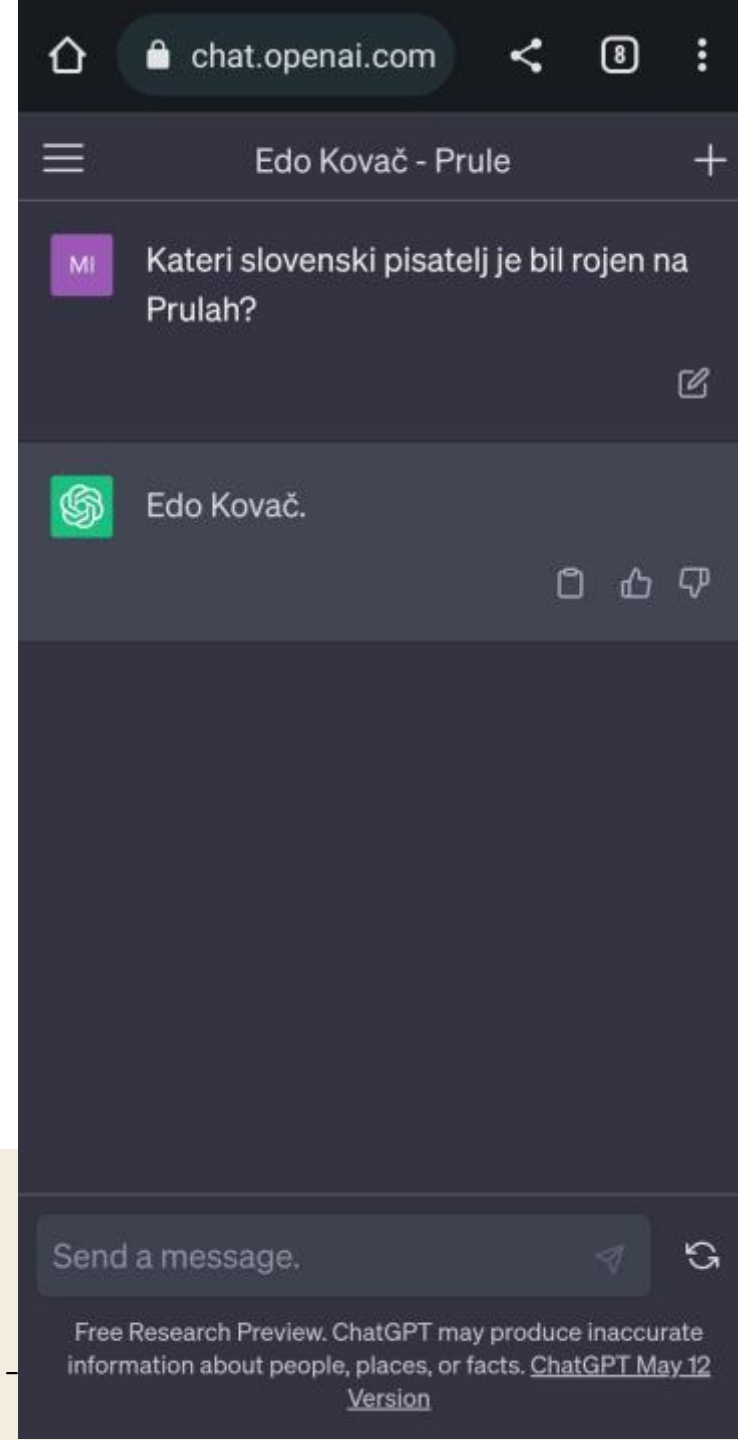 chat.openai.com
8
Edo Kovač - Prule
MI
Kateri slovenski pisatelj je bil rojen na
Prulah?
Edo Kovač.
Send a message.
Free Research Preview. ChatGPT may produce inaccurate
information about people, places, or facts. ChatGPT May 12
Version